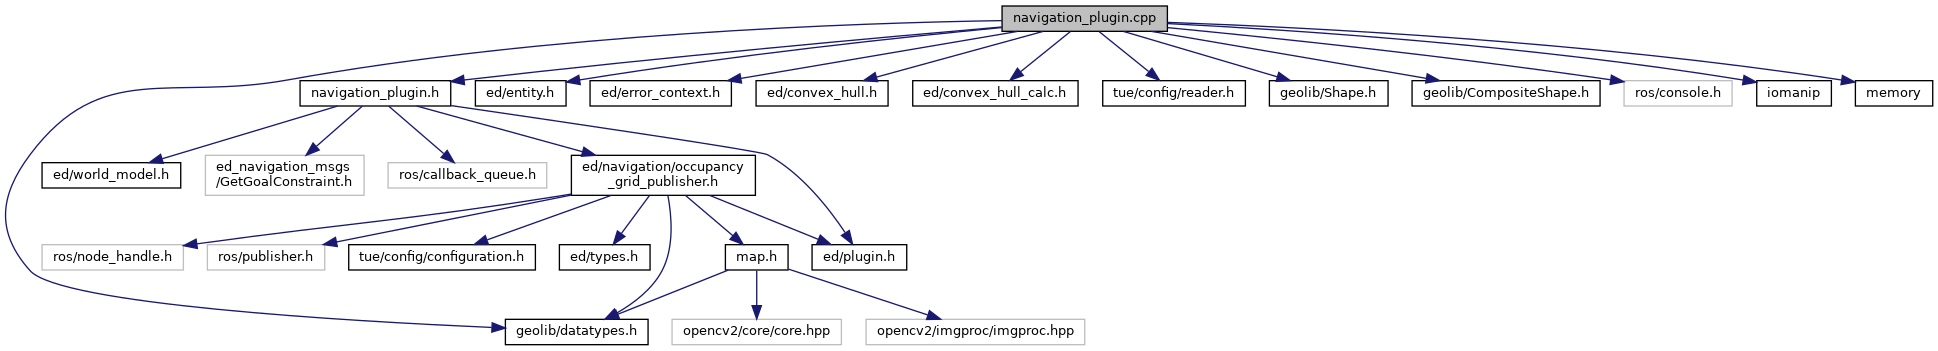 navigation_plugin.cpp
navigation_plugin.h
ed/entity.h
ed/error_context.h
ed/convex_hull.h
ed/convex_hull_calc.h
tue/config/reader.h
geolib/Shape.h
geolib/CompositeShape.h
ros/console.h
iomanip
memory
ed/world_model.h
ed_navigation_msgs
/GetGoalConstraint.h
ros/callback_queue.h
ed/navigation/occupancy
_grid_publisher.h
ros/node_handle.h
ros/publisher.h
tue/config/configuration.h
ed/types.h
map.h
ed/plugin.h
geolib/datatypes.h
opencv2/core/core.hpp
opencv2/imgproc/imgproc.hpp